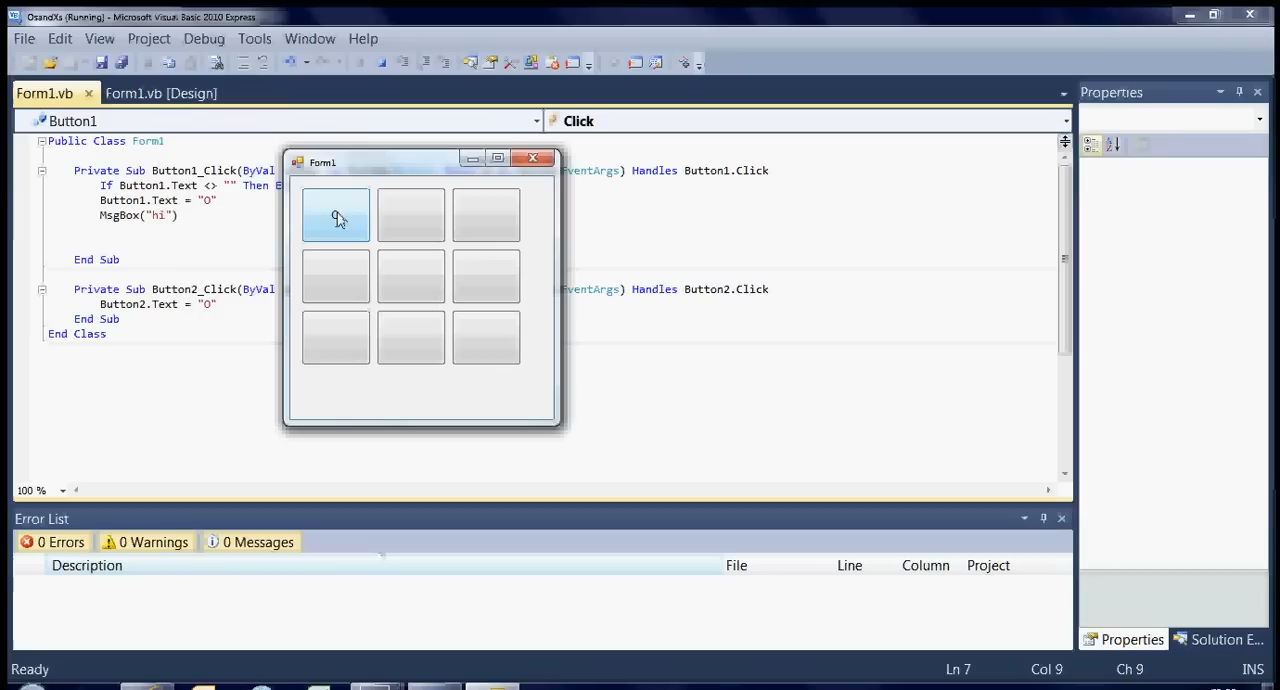 OsandXs (Running) - Microsoft Visual Basic 2010 Express
File Edit View Project Debug Tools Window Help
Form1.vb Form1.vb [Design]
Properties
Button1
Click
Public Class Form1
Private Sub Button1_Click(ByVal EventArgs) Handles Button1.Click
If Button1.Text <> "" Then E
Button1.Text = "O"
MsgBox("hi")
End Sub
Private Sub Button2_Click(ByVal EventArgs) Handles Button2.Click
Button2.Text = "O"
End Sub
End Class
Form1
O
100 %
Error List
0 Errors 0 Warnings 0 Messages
Description File Line Column Project
Properties Solution E...
Ready Ln 7 Col 9 Ch 9 INS